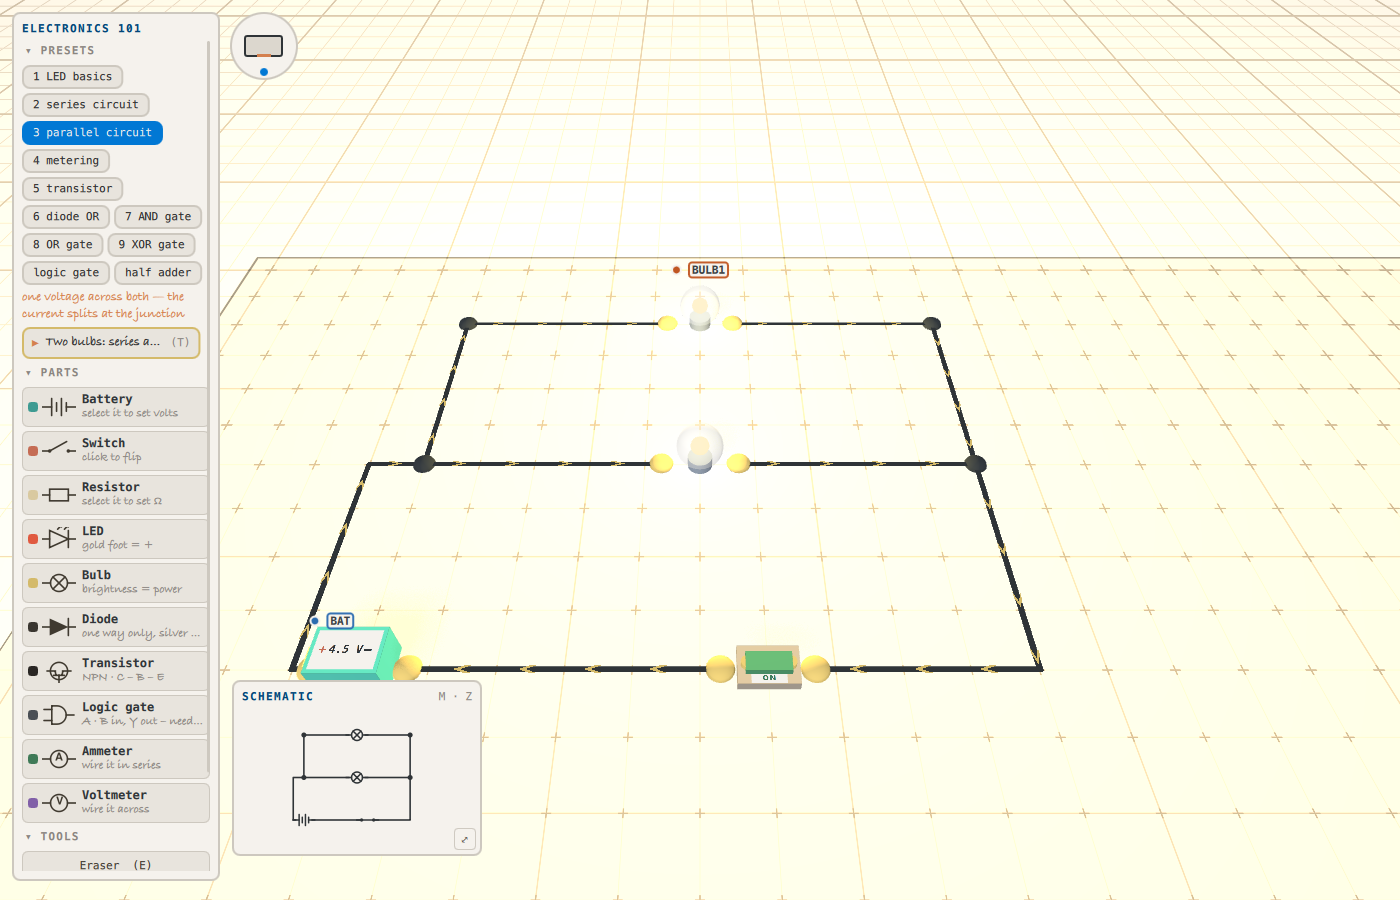 ELECTRONICS 101
▾ PRESETS
1 LED basics
2 series circuit
3 parallel circuit
4 metering
5 transistor
6 diode OR
7 AND gate
8 OR gate
9 XOR gate
logic gate
half adder
one voltage across both — the
current splits at the junction
▶ Two bulbs: series a... (T)
▾ PARTS
Battery
select it to set volts
Switch
click to flip
Resistor
select it to set Ω
LED
gold foot = +
Bulb
brightness = power
Diode
one way only, silver ...
Transistor
NPN · C – B – E
Logic gate
A · B in, Y out – need...
A
Ammeter
wire it in series
V
Voltmeter
wire it across
▾ TOOLS
Eraser (E)
BULB1
BAT
+4.5 V−
ON
SCHEMATIC
M · Z